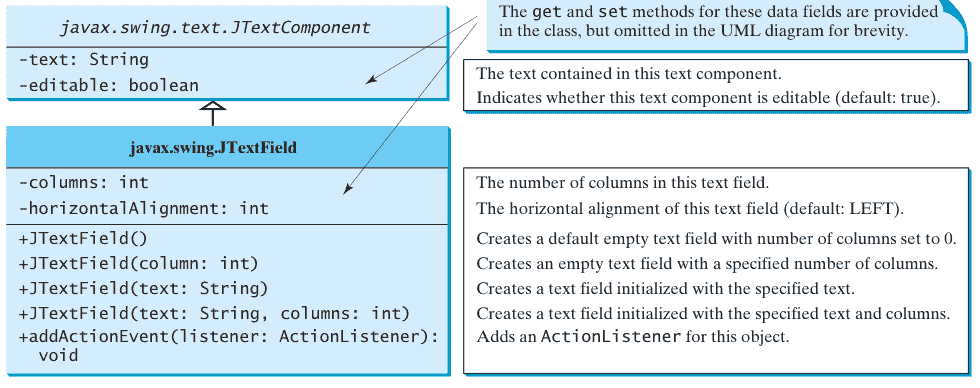 javax.swing.text.JTextComponent
The get and set methods for these data fields are provided
in the class, but omitted in the UML diagram for brevity.
-text: String
The text contained in this text component.
-editable: boolean
Indicates whether this text component is editable (default: true).
javax.swing.JTextField
-columns: int
The number of columns in this text field.
-horizontalAlignment: int
The horizontal alignment of this text field (default: LEFT).
+JTextField()
Creates a default empty text field with number of columns set to 0.
+JTextField(column: int)
Creates an empty text field with a specified number of columns.
+JTextField(text: String)
Creates a text field initialized with the specified text.
+JTextField(text: String, columns: int)
Creates a text field initialized with the specified text and columns.
+addActionEvent(listener: ActionListener):
void
Adds an ActionListener for this object.